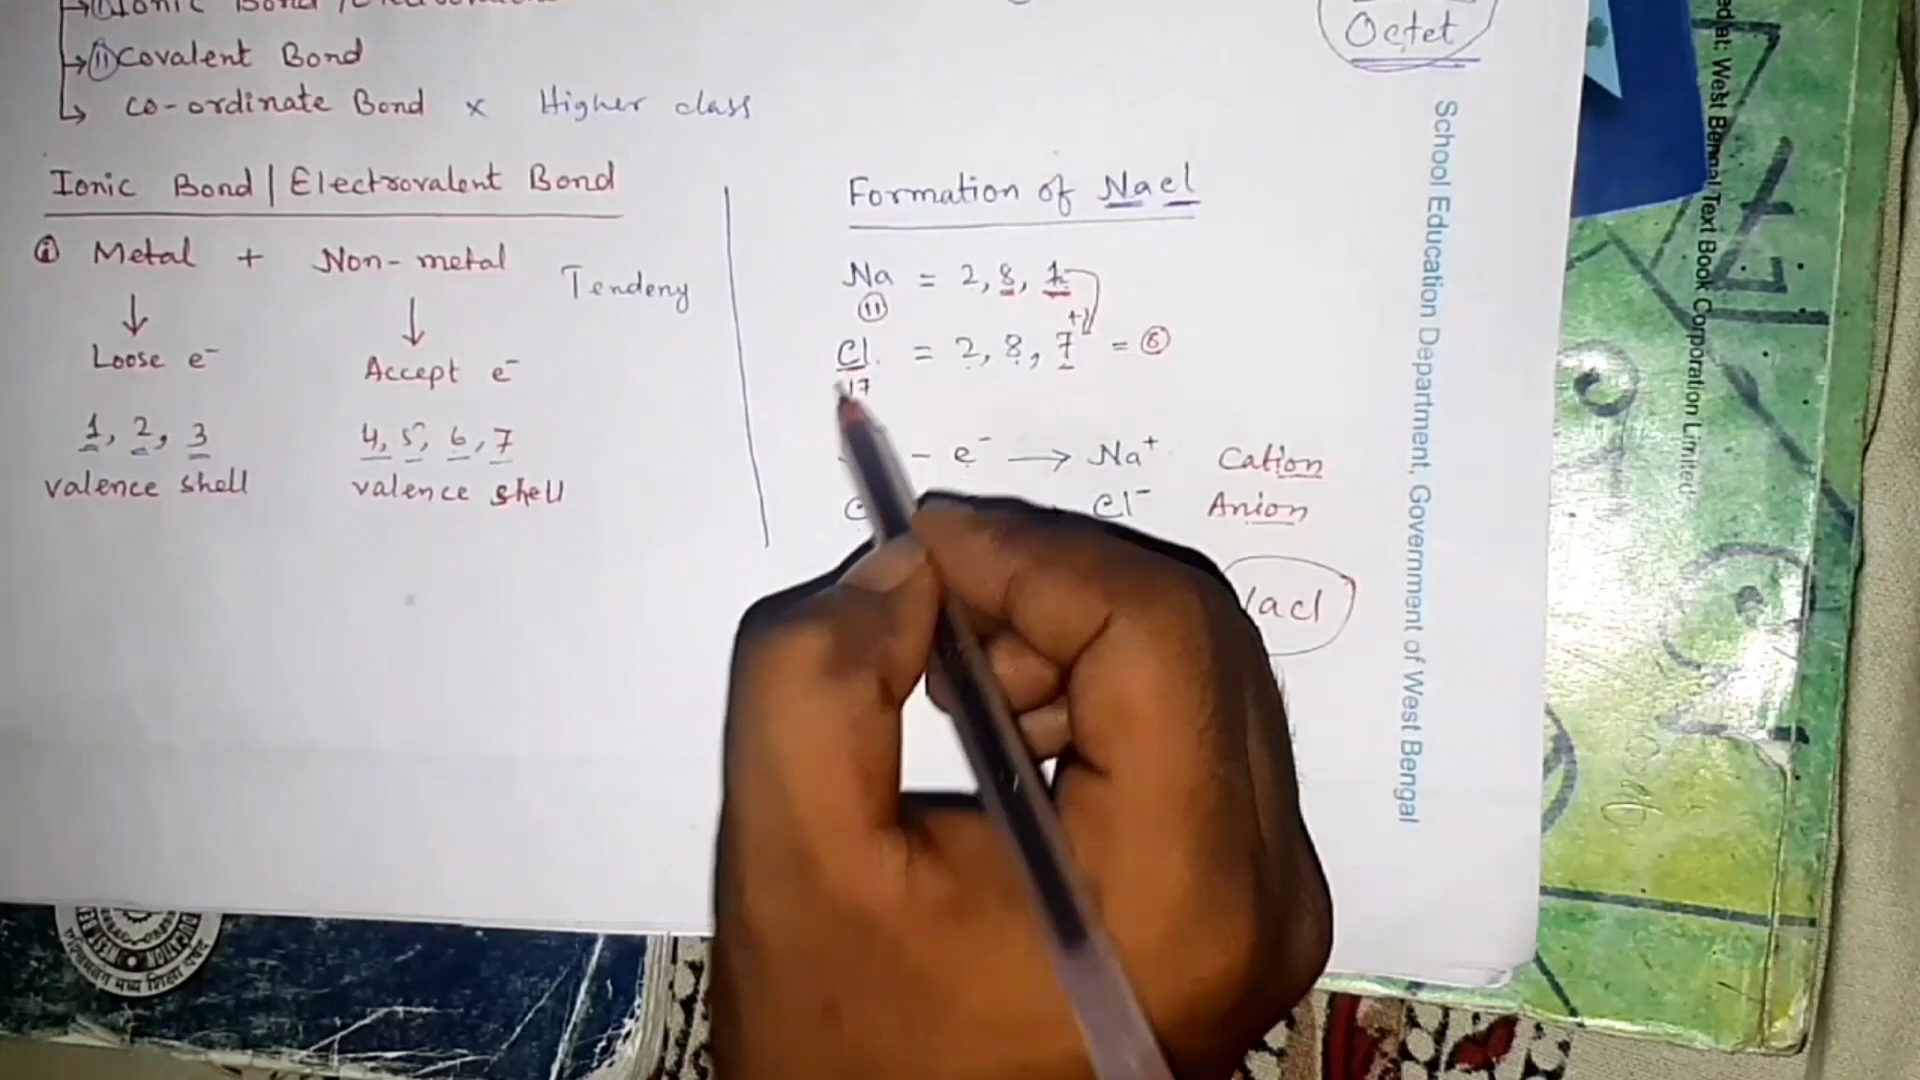 Covalent Bond
co-ordinate Bond x Higher class
Octet
Ionic Bond | Electrovalent Bond
i Metal + Non-metal
Tendeny
Loose e⁻
Accept e⁻
1, 2, 3
4, 5, 6, 7
valence shell
valence shell
Formation of Nacl
Na = 2, 8, 1
11
+1
Cl = 2, 8, 7 = 6
17
- e⁻ → Na⁺ Cation
Cl⁻ Anion
School Education Department, Government of West Bengal
West Bengal Text Book Corporation Limited